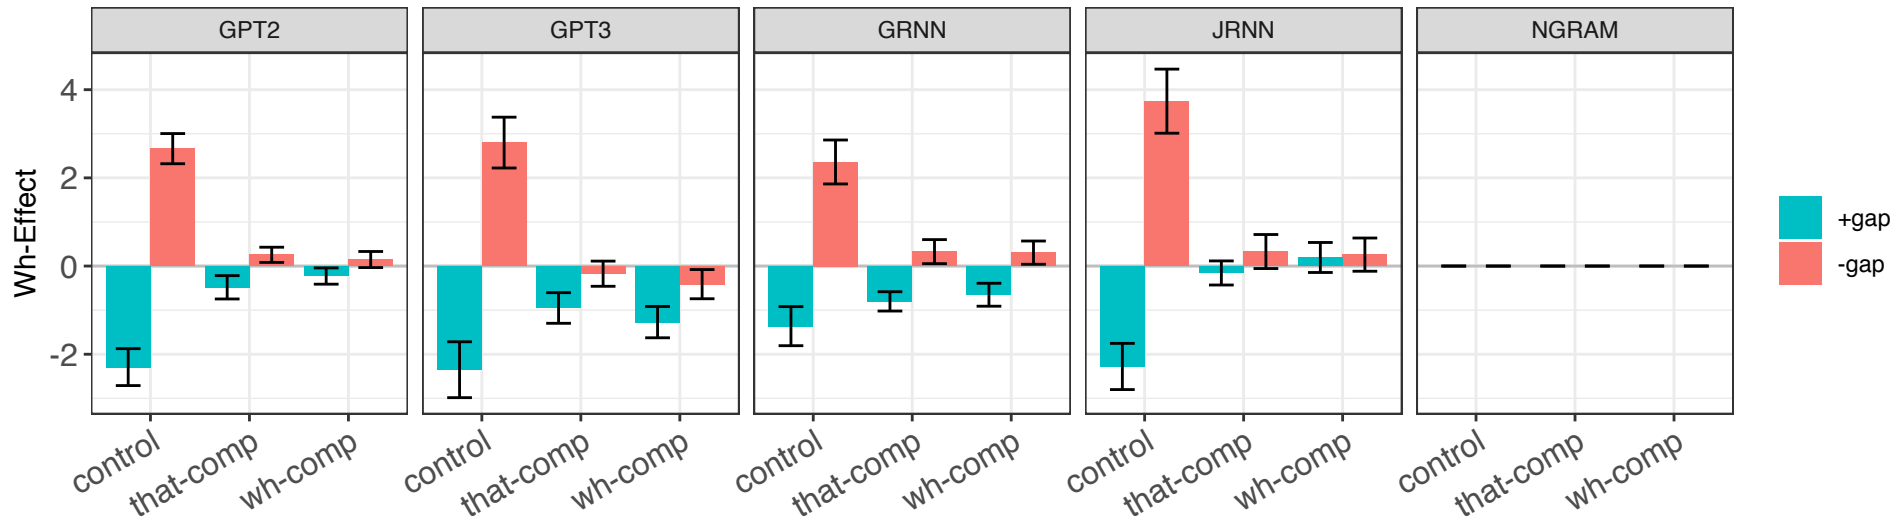 GPT2 GPT3 GRNN JRNN NGRAM
Wh-Effect
4
2
0
-2
+gap
-gap
control that-comp wh-comp control that-comp wh-comp control that-comp wh-comp control that-comp wh-comp control that-comp wh-comp